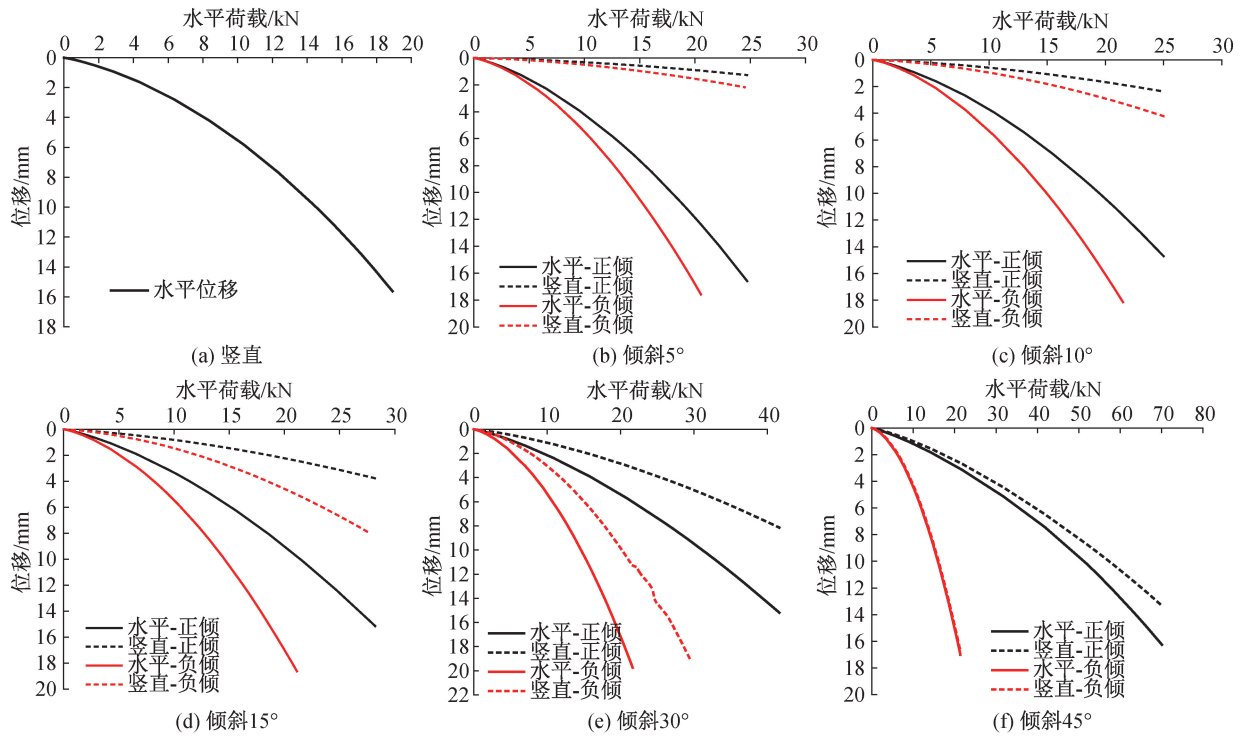 水平荷载/kN
0 2 4 6 8 10 12 14 16 18 20
0
2
4
6
8
10
12
14
16
18
位移/mm
水平位移
(a) 竖直
水平荷载/kN
0 5 10 15 20 25 30
0
2
4
6
8
10
12
14
16
18
20
位移/mm
水平-正倾
竖直-正倾
水平-负倾
竖直-负倾
(b) 倾斜5°
水平荷载/kN
0 5 10 15 20 25 30
0
2
4
6
8
10
12
14
16
18
20
位移/mm
水平-正倾
竖直-正倾
水平-负倾
竖直-负倾
(c) 倾斜10°
水平荷载/kN
0 5 10 15 20 25 30
0
2
4
6
8
10
12
14
16
18
20
位移/mm
水平-正倾
竖直-正倾
水平-负倾
竖直-负倾
(d) 倾斜15°
水平荷载/kN
0 10 20 30 40
0
2
4
6
8
10
12
14
16
18
20
22
位移/mm
水平-正倾
竖直-正倾
水平-负倾
竖直-负倾
(e) 倾斜30°
水平荷载/kN
0 10 20 30 40 50 60 70 80
0
2
4
6
8
10
12
14
16
18
20
位移/mm
水平-正倾
竖直-正倾
水平-负倾
竖直-负倾
(f) 倾斜45°